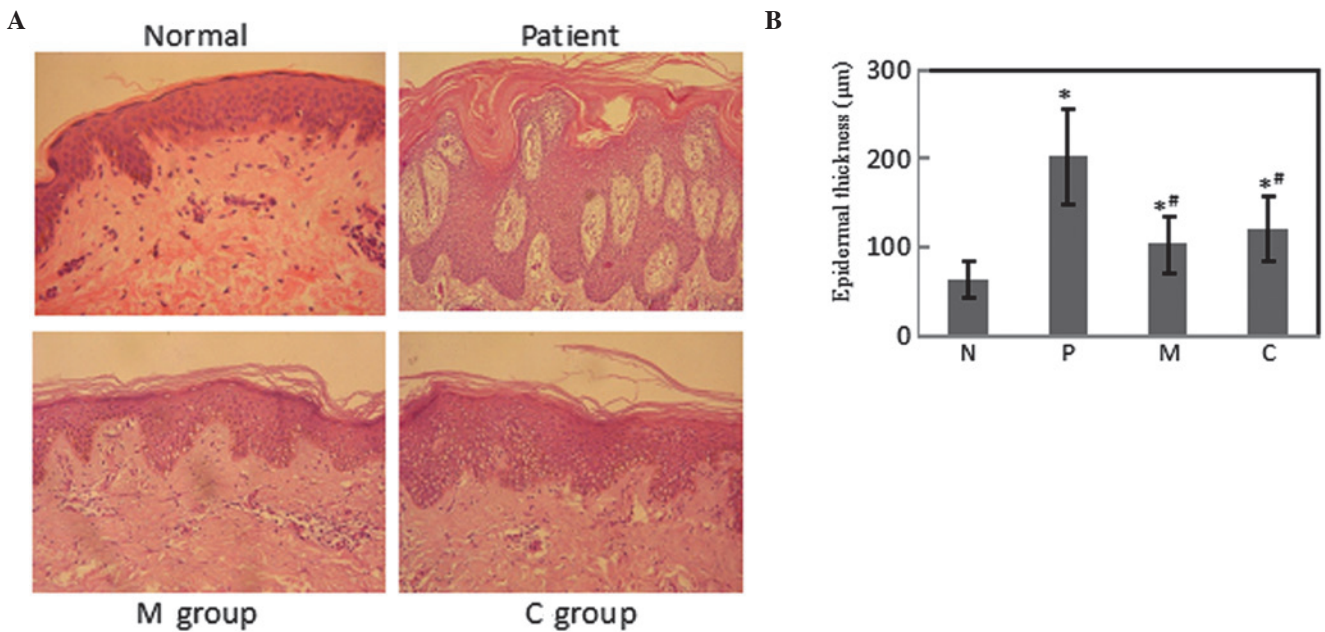 A
Normal
Patient
M group
C group
B
Epidermal thickness (µm)
300
200
100
0
*
*#
*#
N P M C